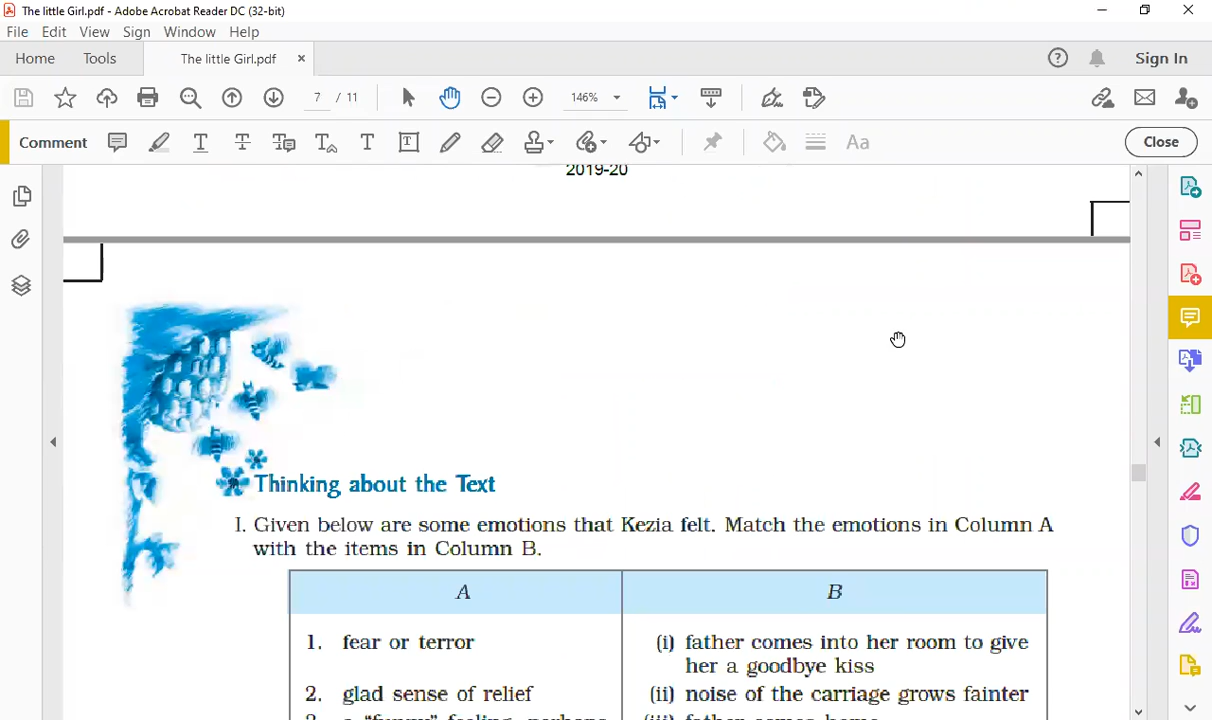 The little Girl.pdf - Adobe Acrobat Reader DC (32-bit)
File Edit View Sign Window Help
Home Tools The little Girl.pdf × Sign In
7 / 11 146%
Comment Aa Close
2019-20
Thinking about the Text
I. Given below are some emotions that Kezia felt. Match the emotions in Column A
with the items in Column B.
A B
1. fear or terror (i) father comes into her room to give
her a goodbye kiss
2. glad sense of relief (ii) noise of the carriage grows fainter
3. a "funny" feeling, perhaps (iii) father comes home